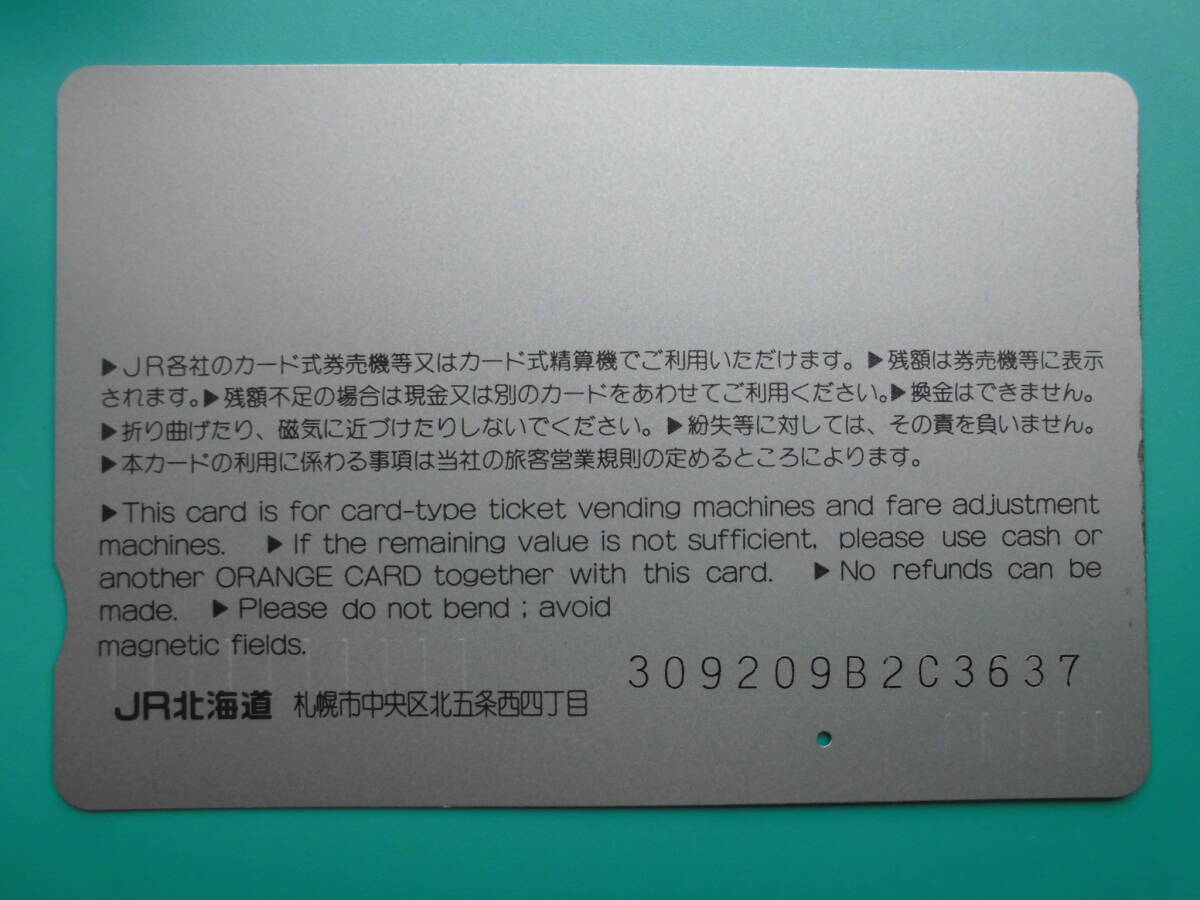 ▶JR各社のカード式券売機等又はカード式精算機でご利用いただけます。▶残額は券売機等に表示
されます。▶残額不足の場合は現金又は別のカードをあわせてご利用ください。▶換金はできません。
▶折り曲げたり、磁気に近づけたりしないでください。▶紛失等に対しては、その責を負いません。
▶本カードの利用に係わる事項は当社の旅客営業規則の定めるところによります。
▶This card is for card-type ticket vending machines and fare adjustment
machines. ▶If the remaining value is not sufficient, please use cash or
another ORANGE CARD together with this card. ▶No refunds can be
made. ▶Please do not bend ; avoid
magnetic fields.
309209B2C3637
JR北海道 札幌市中央区北五条西四丁目